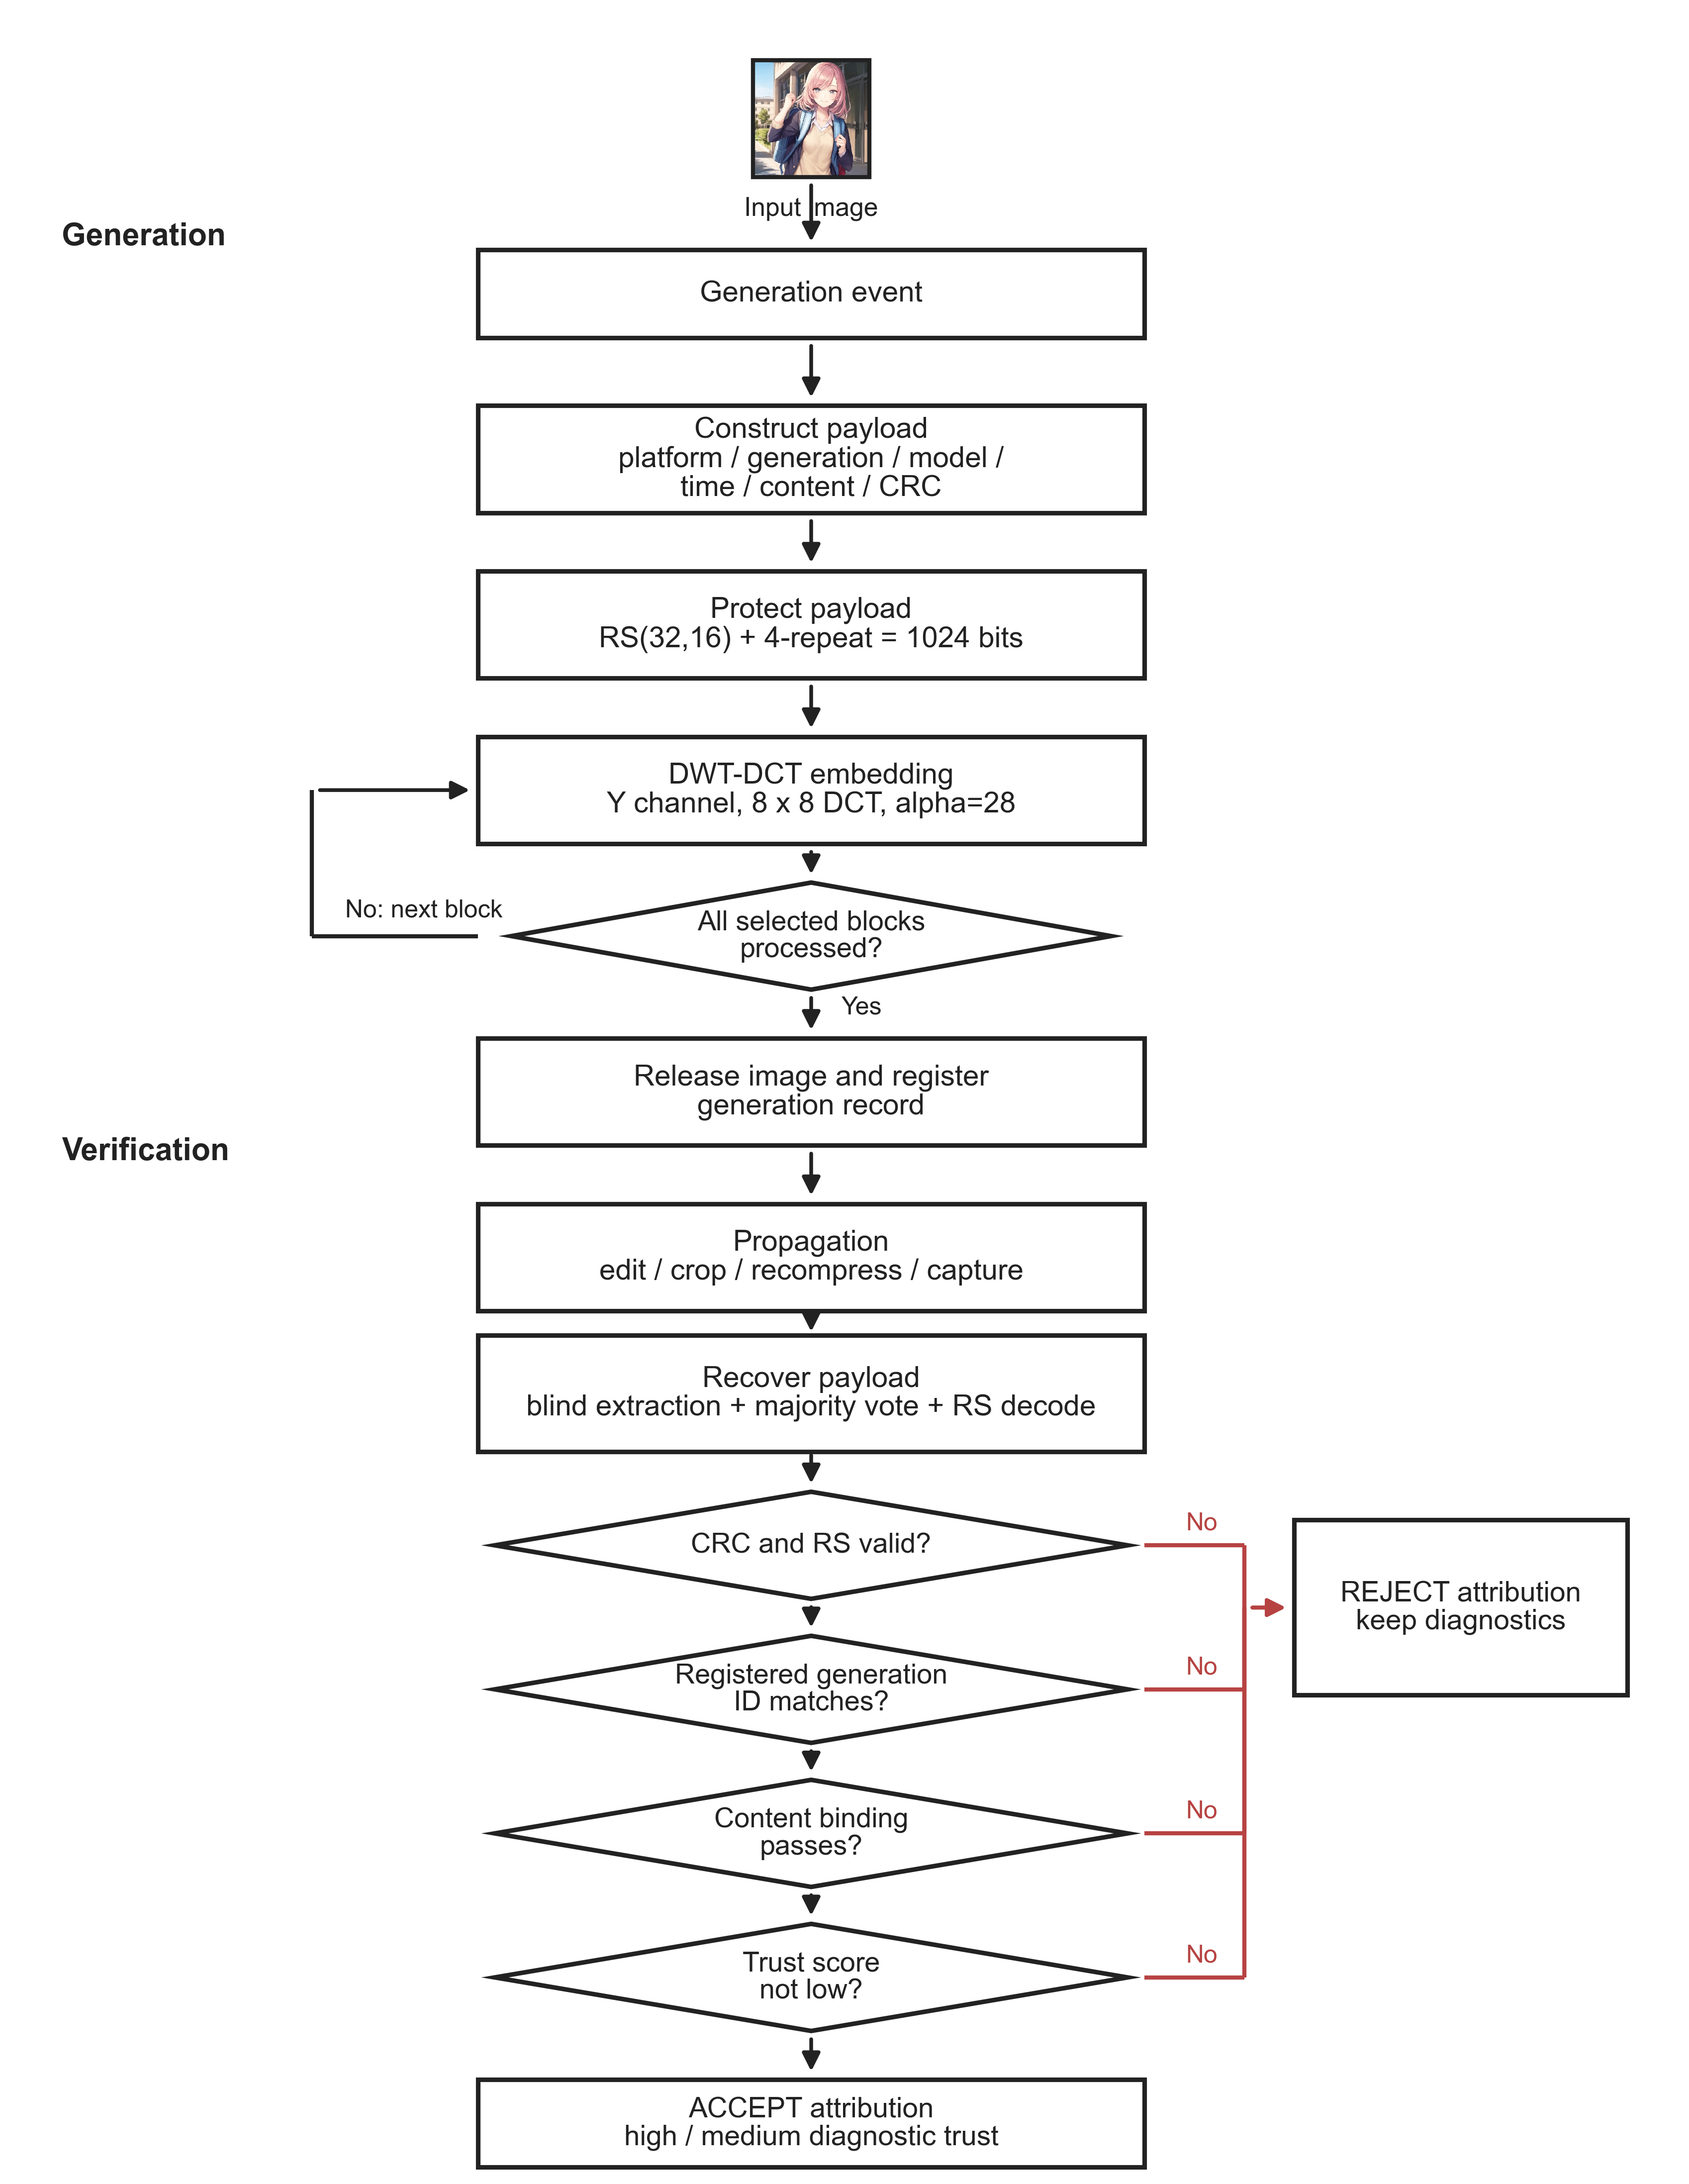 Input image
Generation
Generation event
Construct payload
platform / generation / model /
time / content / CRC
Protect payload
RS(32,16) + 4-repeat = 1024 bits
DWT-DCT embedding
Y channel, 8 x 8 DCT, alpha=28
No: next block
All selected blocks
processed?
Yes
Release image and register
generation record
Verification
Propagation
edit / crop / recompress / capture
Recover payload
blind extraction + majority vote + RS decode
CRC and RS valid?
No
REJECT attribution
keep diagnostics
Registered generation
ID matches?
No
Content binding
passes?
No
Trust score
not low?
No
ACCEPT attribution
high / medium diagnostic trust